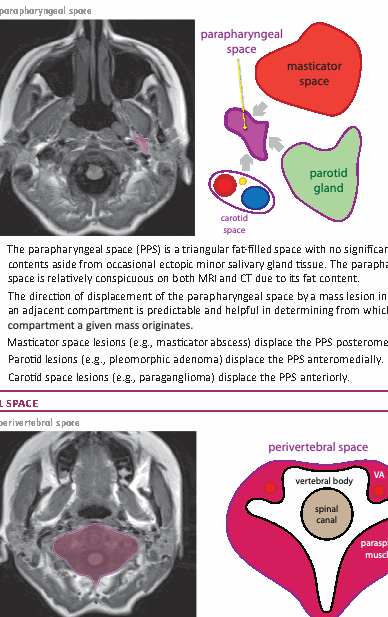 parapharyngeal space
parapharyngeal
space
masticator
space
parotid
gland
carotid
space
The parapharyngeal space (PPS) is a triangular fat-filled space with no significan
contents aside from occasional ectopic minor salivary gland tissue. The parapha
space is relatively conspicuous on both MRI and CT due to its fat content.
The direction of displacement of the parapharyngeal space by a mass lesion in
an adjacent compartment is predictable and helpful in determining from which
compartment a given mass originates.
Masticator space lesions (e.g., masticator abscess) displace the PPS posterome
Parotid lesions (e.g., pleomorphic adenoma) displace the PPS anteromedially.
Carotid space lesions (e.g., paraganglioma) displace the PPS anteriorly.
L SPACE
perivertebral space
perivertebral space
vertebral body
VA
spinal
canal
parasp
muscl